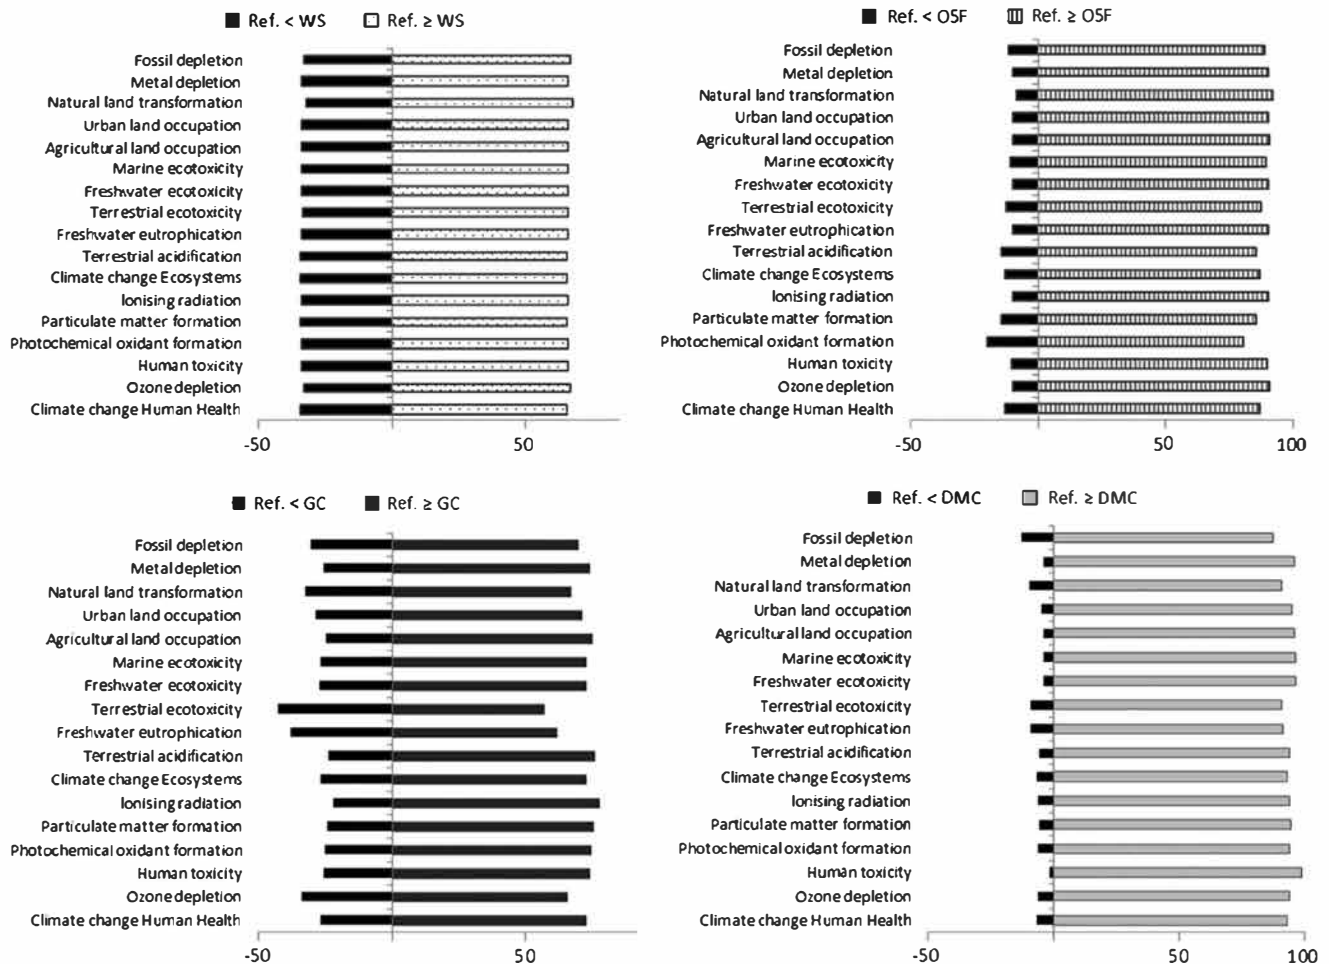 Ref. < WS Ref. ≥ WS
Fossil depletion
Metal depletion
Natural land transformation
Urban land occupation
Agricultural land occupation
Marine ecotoxicity
Freshwater ecotoxicity
Terrestrial ecotoxicity
Freshwater eutrophication
Terrestrial acidification
Climate change Ecosystems
Ionising radiation
Particulate matter formation
Photochemical oxidant formation
Human toxicity
Ozone depletion
Climate change Human Health
-50 50
Ref. < OSF Ref. ≥ OSF
Fossil depletion
Metal depletion
Natural land transformation
Urban land occupation
Agricultural land occupation
Marine ecotoxicity
Freshwater ecotoxicity
Terrestrial ecotoxicity
Freshwater eutrophication
Terrestrial acidification
Climate change Ecosystems
Ionising radiation
Particulate matter formation
Photochemical oxidant formation
Human toxicity
Ozone depletion
Climate change Human Health
-50 50 100
Ref. < GC Ref. ≥ GC
Fossil depletion
Metal depletion
Natural land transformation
Urban land occupation
Agricultural land occupation
Marine ecotoxicity
Freshwater ecotoxicity
Terrestrial ecotoxicity
Freshwater eutrophication
Terrestrial acidification
Climate change Ecosystems
Ionising radiation
Particulate matter formation
Photochemical oxidant formation
Human toxicity
Ozone depletion
Climate change Human Health
-50 50
Ref. < DMC Ref. ≥ DMC
Fossil depletion
Metal depletion
Natural land transformation
Urban land occupation
Agricultural land occupation
Marine ecotoxicity
Freshwater ecotoxicity
Terrestrial ecotoxicity
Freshwater eutrophication
Terrestrial acidification
Climate change Ecosystems
Ionising radiation
Particulate matter formation
Photochemical oxidant formation
Human toxicity
Ozone depletion
Climate change Human Health
-50 50 100